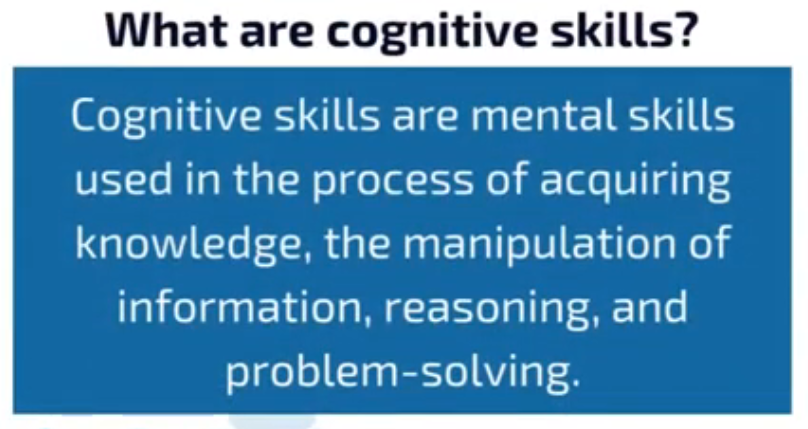 What are cognitive skills?
Cognitive skills are mental skills
used in the process of acquiring
knowledge, the manipulation of
information, reasoning, and
problem-solving.